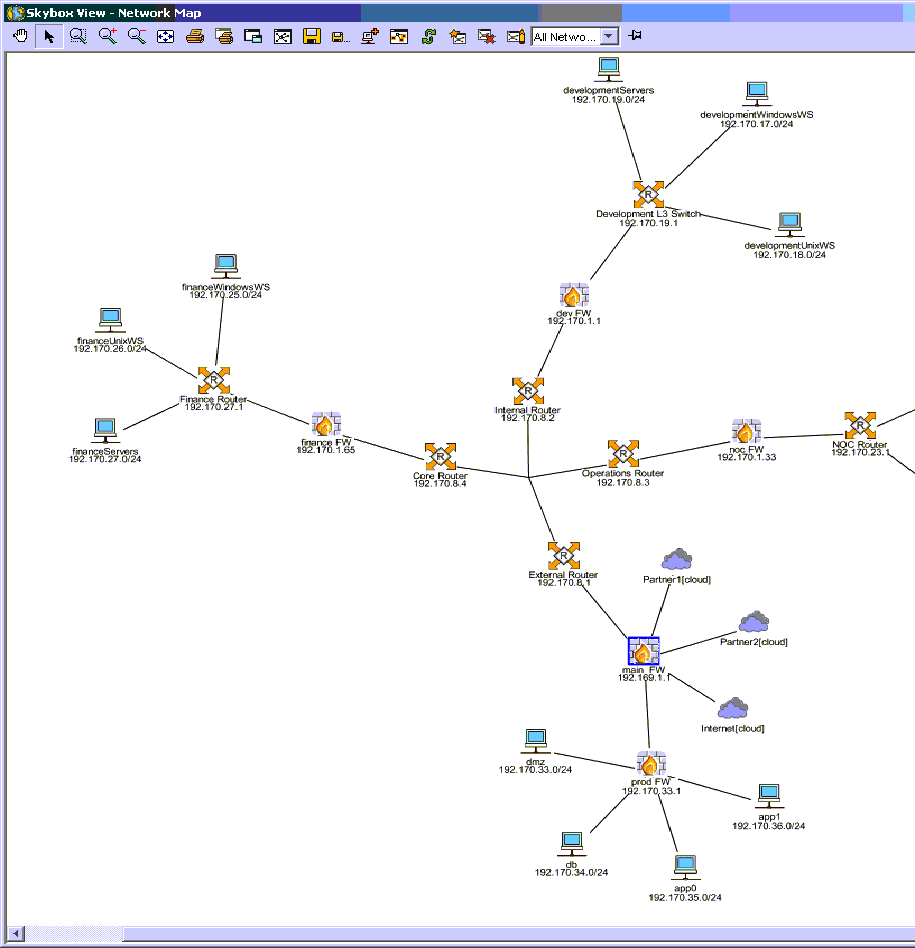 Skybox View - Network Map
All Netwo...
developmentServers
192.170.19.0/24
developmentWindowsWS
192.170.17.0/24
R
Development L3 Switch
192.170.19.1
developmentUnixWS
192.170.18.0/24
financeWindowsWS
192.170.25.0/24
dev FW
192.170.1.1
financeUnixWS
192.170.26.0/24
R
Finance Router
192.170.27.1
R
Internal Router
192.170.8.2
financeServers
192.170.27.0/24
finance FW
192.170.1.65
R
Core Router
192.170.8.4
R
Operations Router
192.170.8.3
noc FW
192.170.1.33
R
NOC Router
192.170.23.1
R
External Router
192.170.8.1
Partner1[cloud]
Partner2[cloud]
main_FW
192.169.1.1
Internet[cloud]
dmz
192.170.33.0/24
prod FW
192.170.33.1
app1
192.170.36.0/24
db
192.170.34.0/24
app0
192.170.35.0/24